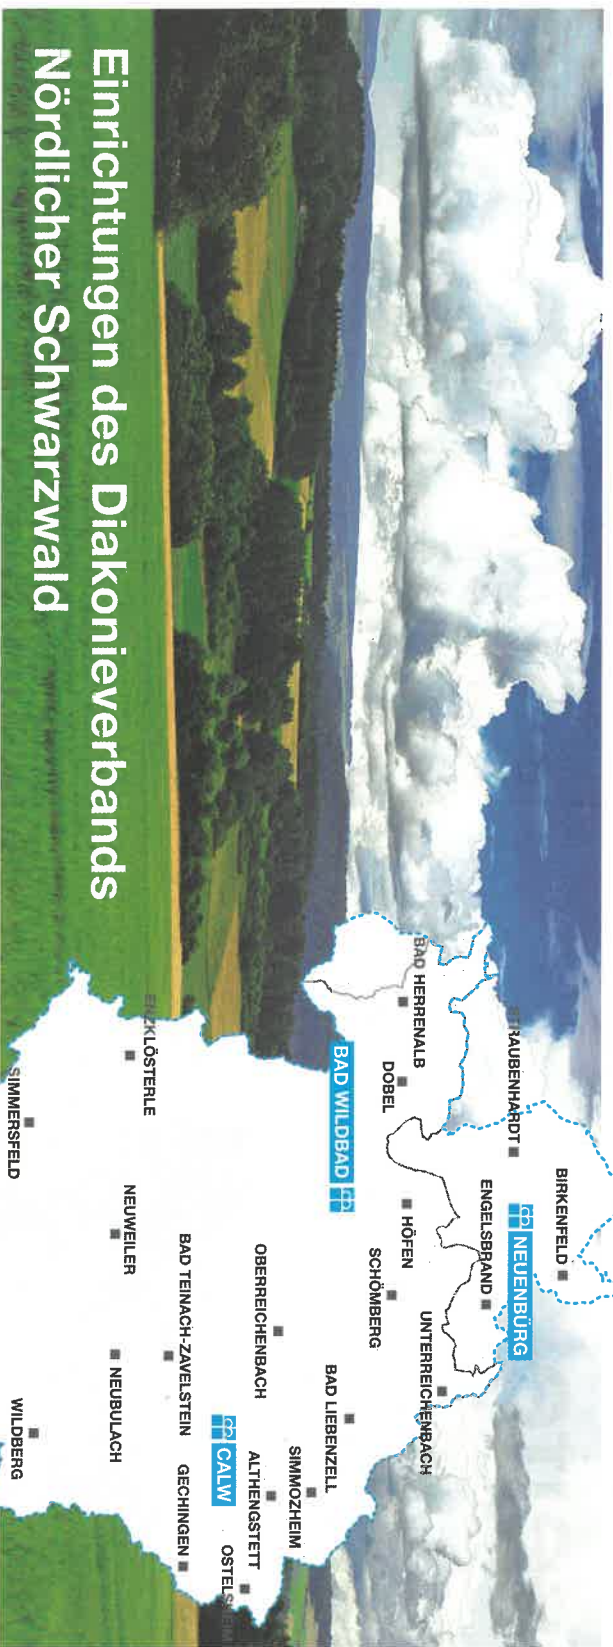 Einrichtungen des Diakonieverbands
Nördlicher Schwarzwald
BIRKENFELD
STRAUBENHARDT
NEUENBÜRG
ENGELSBRAND
BAD HERRENALB
UNTERREICHENBACH
DOBEL
HÖFEN
SCHÖMBERG
BAD WILDBAD
BAD LIEBENZELL
OBERREICHENBACH
SIMMOZHEIM
ALTHENGSTETT
CALW
OSTELSHEIM
BAD TEINACH-ZAVELSTEIN
GECHINGEN
ENZKLÖSTERLE
NEUWEILER
NEUBULACH
SIMMERSFELD
WILDBERG